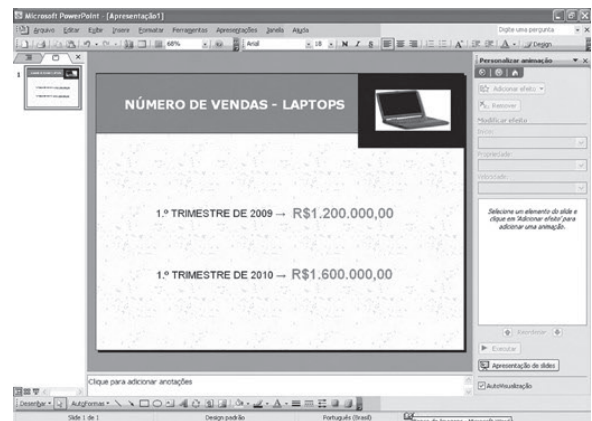 Microsoft PowerPoint - [Apresentação1]
Arquivo Editar Exibir Inserir Formatar Ferramentas Apresentações Janela Ajuda
Digite uma pergunta
68%
Arial
18
N I S
Design
Personalizar animação
Adicionar efeito
Remover
Modificar efeito
Início:
Propriedade:
Velocidade:
1
NÚMERO DE VENDAS - LAPTOPS
1.º TRIMESTRE DE 2009 → R$1.200.000,00
1.º TRIMESTRE DE 2010 → R$1.600.000,00
Selecione um elemento do slide e
clique em 'Adicionar efeito' para
adicionar uma animação.
Reordenar
Executar
Apresentação de slides
AutoVisualização
Clique para adicionar anotações
Desenhar AutoFormas
Slide 1 de 1
Design padrão
Português (Brasil)